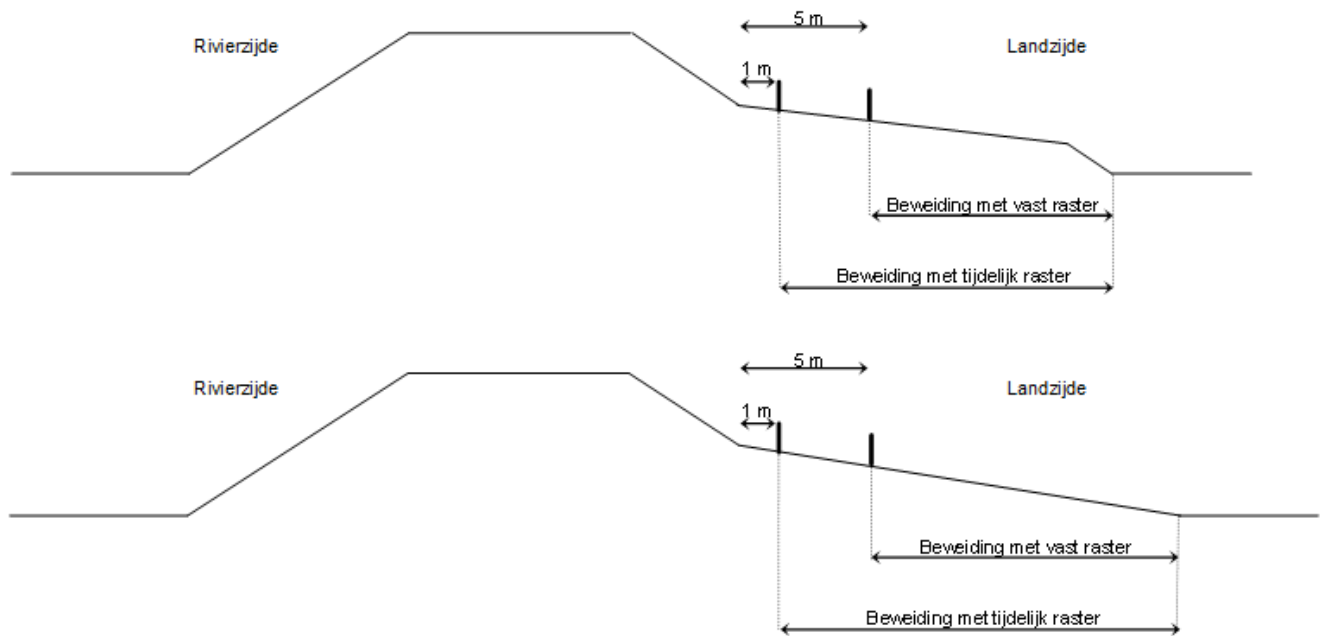 5 m
Rivierzijde
Landzijde
1 m
Beweiding met vast raster
Beweiding met tijdelijk raster
5 m
Rivierzijde
Landzijde
1 m
Beweiding met vast raster
Beweiding met tijdelijk raster